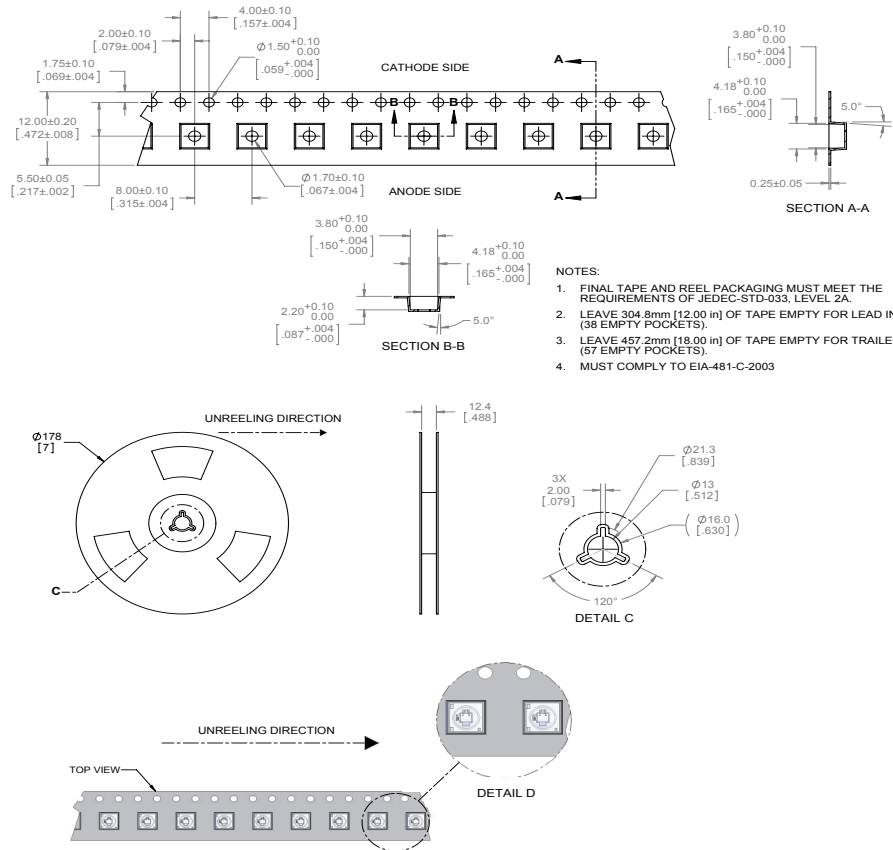 4.00±0.10
[.157±.004]
2.00±0.10
[.079±.004]
Ø1.50+0.10
0.00
[.059+.004
-.000]
1.75±0.10
[.069±.004]
CATHODE SIDE
A
B B
12.00±0.20
[.472±.008]
5.50±0.05
[.217±.002]
8.00±0.10
[.315±.004]
Ø1.70±0.10
[.067±.004]
ANODE SIDE
A
3.80+0.10
0.00
[.150+.004
-.000]
4.18+0.10
0.00
[.165+.004
-.000]
5.0°
0.25±0.05
SECTION A-A
3.80+0.10
0.00
[.150+.004
-.000]
4.18+0.10
0.00
[.165+.004
-.000]
2.20+0.10
0.00
[.087+.004
-.000]
5.0°
SECTION B-B
NOTES:
1. FINAL TAPE AND REEL PACKAGING MUST MEET THE
REQUIREMENTS OF JEDEC-STD-033, LEVEL 2A.
2. LEAVE 304.8mm [12.00 in] OF TAPE EMPTY FOR LEAD IN
(38 EMPTY POCKETS).
3. LEAVE 457.2mm [18.00 in] OF TAPE EMPTY FOR TRAILE
(57 EMPTY POCKETS).
4. MUST COMPLY TO EIA-481-C-2003
UNREELING DIRECTION
Ø178
[7]
C
12.4
[.488]
3X
2.00
[.079]
Ø21.3
[.839]
Ø13
[.512]
(Ø16.0
[.630])
120°
DETAIL C
UNREELING DIRECTION
TOP VIEW
DETAIL D